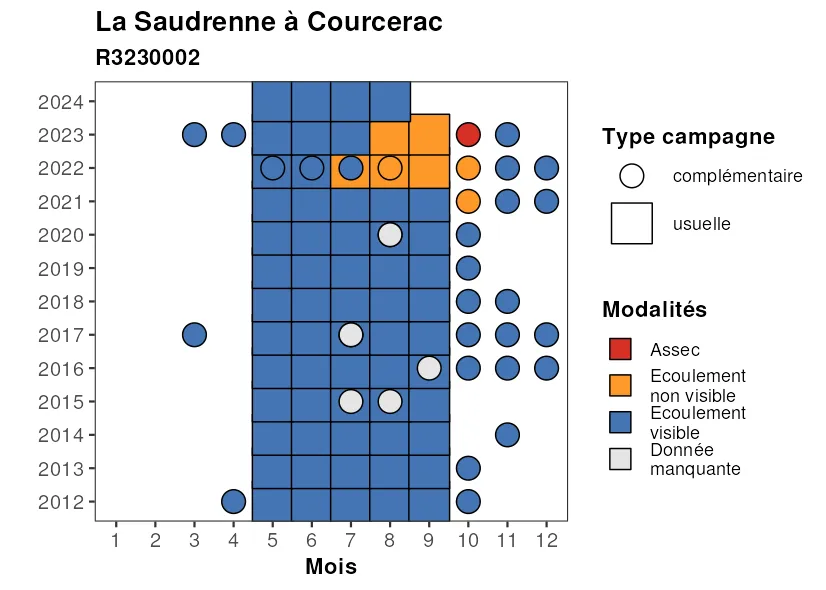 La Saudrenne à Courcerac
R3230002
2024
2023
2022
2021
2020
2019
2018
2017
2016
2015
2014
2013
2012
1 2 3 4 5 6 7 8 9 10 11 12
Mois
Type campagne
complémentaire
usuelle
Modalités
Assec
Ecoulement
non visible
Ecoulement
visible
Donnée
manquante